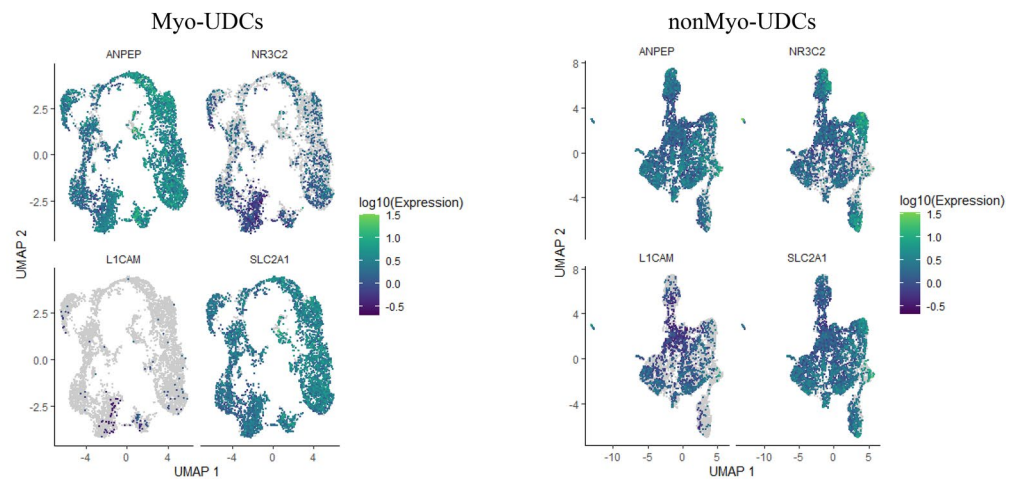 Myo-UDCs
ANPEP NR3C2
2.5
0.0
-2.5
L1CAM SLC2A1
2.5
0.0
-2.5
-4 0 4 -4 0 4
UMAP 1
UMAP 2
log10(Expression)
1.5
1.0
0.5
0.0
-0.5
nonMyo-UDCs
ANPEP NR3C2
8
4
0
-4
L1CAM SLC2A1
8
4
0
-4
-10 -5 0 5 -10 -5 0 5
UMAP 1
UMAP 2
log10(Expression)
1.5
1.0
0.5
0.0
-0.5